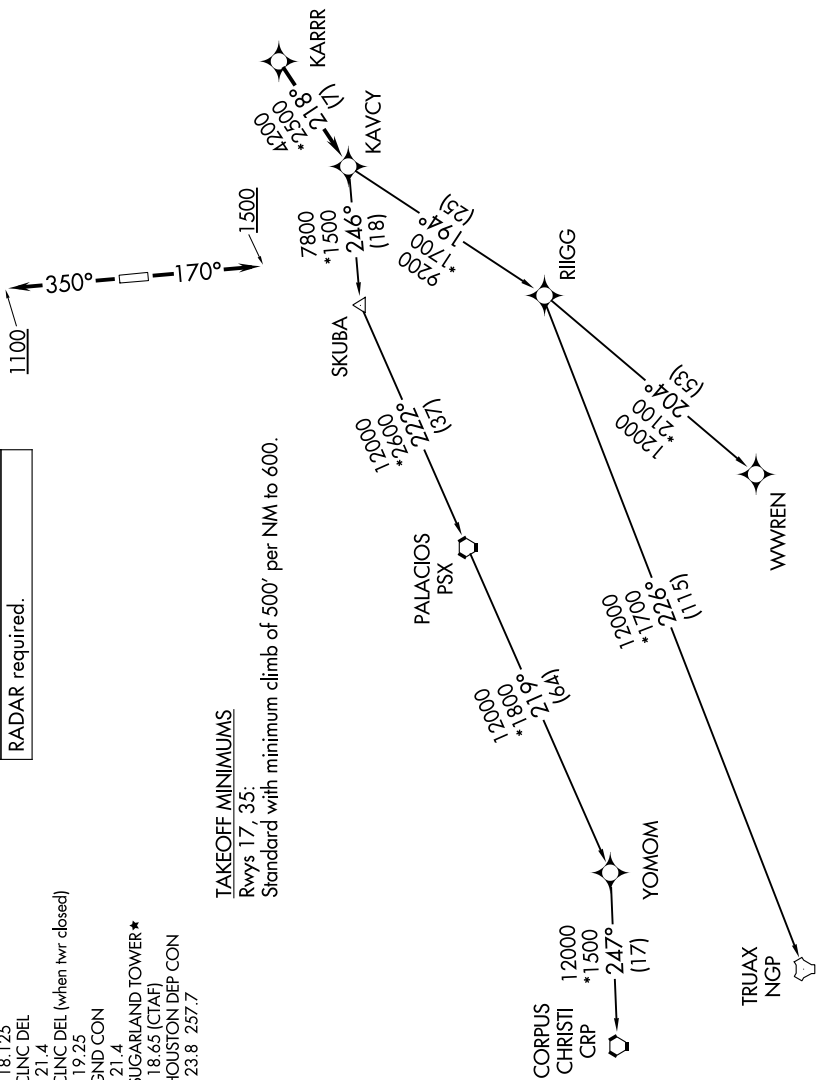 18.125
CLNC DEL
21.4
CLNC DEL (when twr closed)
19.25
GND CON
21.4
SUGARLAND TOWER★
18.65 (CTAF)
HOUSTON DEP CON
23.8 257.7
RADAR required.
TAKEOFF MINIMUMS
Rwys 17, 35:
Standard with minimum climb of 500' per NM to 600.
1100
350°
170°
1500
KARRR
4200
*2500
218°
(7)
KAVCY
7800
*1500
246°
(18)
9200
*1700
194°
(25)
SKUBA
RIIGG
12000
*2600
222°
(37)
12000
*2100
204°
(53)
PALACIOS
PSX
WWREN
12000
*1800
219°
(64)
12000
*1700
226°
(115)
YOMOM
12000
*1500
247°
(17)
CORPUS
CHRISTI
CRP
TRUAX
NGP